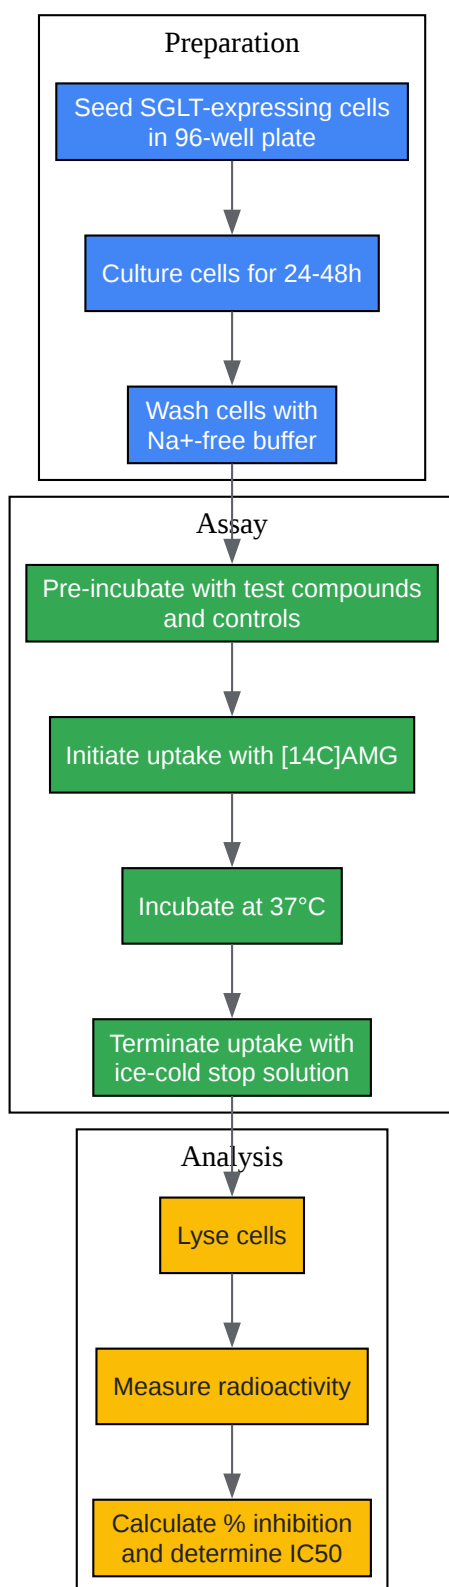 Preparation
Seed SGLT-expressing cells
in 96-well plate
Culture cells for 24-48h
Wash cells with
Na+-free buffer
Assay
Pre-incubate with test compounds
and controls
Initiate uptake with [14C]AMG
Incubate at 37°C
Terminate uptake with
ice-cold stop solution
Analysis
Lyse cells
Measure radioactivity
Calculate % inhibition
and determine IC50